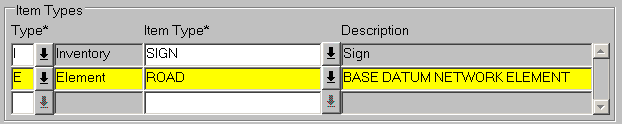 Item Types
Type* Item Type* Description
I Inventory SIGN Sign
E Element ROAD BASE DATUM NETWORK ELEMENT